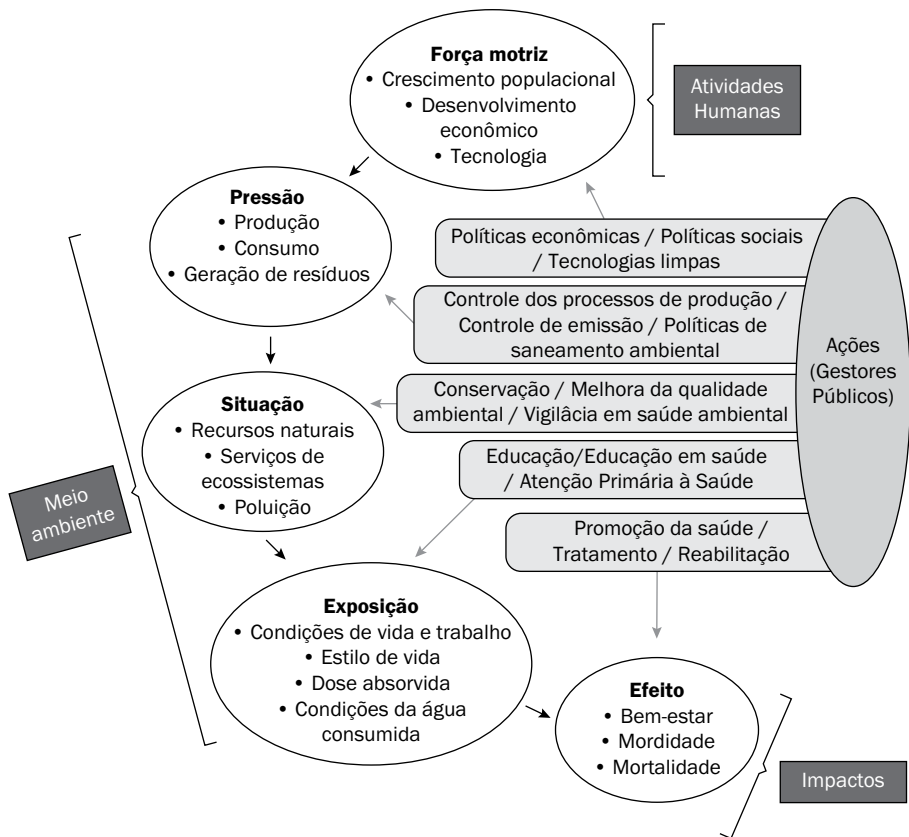 Força motriz
• Crescimento populacional
• Desenvolvimento
econômico
• Tecnologia
Atividades
Humanas
Pressão
• Produção
• Consumo
• Geração de resíduos
Políticas econômicas / Políticas sociais
/ Tecnologias limpas
Controle dos processos de produção /
Controle de emissão / Políticas de
saneamento ambiental
Ações
(Gestores
Públicos)
Situação
• Recursos naturais
• Serviços de
ecossistemas
• Poluição
Conservação / Melhora da qualidade
ambiental / Vigilâcia em saúde ambiental
Educação/Educação em saúde
/ Atenção Primária à Saúde
Meio
ambiente
Promoção da saúde /
Tratamento / Reabilitação
Exposição
• Condições de vida e trabalho
• Estilo de vida
• Dose absorvida
• Condições da água
consumida
Efeito
• Bem-estar
• Mordidade
• Mortalidade
Impactos